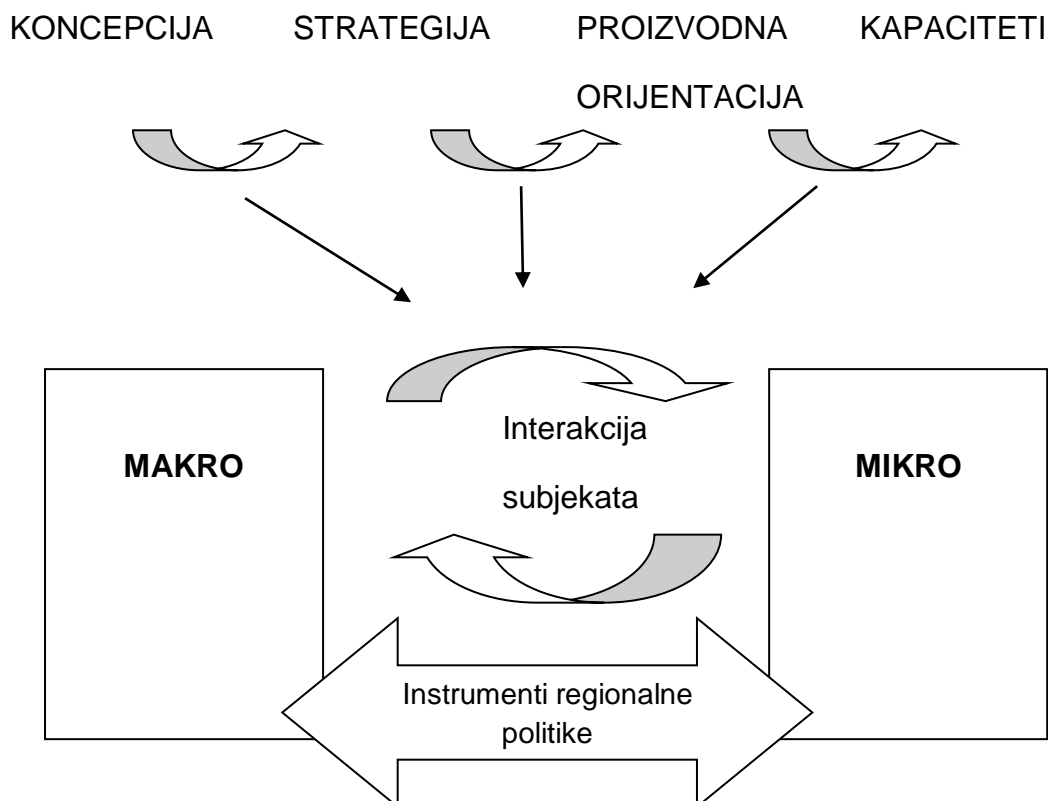 KONCEPCIJA STRATEGIJA PROIZVODNA KAPACITETI
ORIJENTACIJA
Interakcija
MAKRO MIKRO
subjekata
Instrumenti regionalne
politike